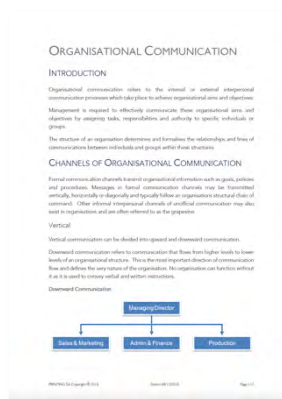 ORGANISATIONAL COMMUNICATION
INTRODUCTION
Organisational communication refers to the internal or external interpersonal
communication processes which take place to achieve organisational aims and objectives.
Management is required to effectively communicate these organisational aims and
objectives by assigning tasks, responsibilities and authority to specific individuals or
groups.
The structure of an organisation determines and formalises the relationships and lines of
communications between individuals and groups within those structures.
CHANNELS OF ORGANISATIONAL COMMUNICATION
Formal communication channels transmit organisational information such as goals, policies
and procedures. Messages in formal communication channels may be transmitted
vertically, horizontally or diagonally and typically follow an organisations structural chain of
command. Other informal interpersonal channels of unofficial communication may also
exist in organisations and are often referred to as the grapevine.
Vertical
Vertical communication can be divided into upward and downward communication.
Downward communication refers to communication that flows from higher levels to lower
levels of an organisational structure. This is the most important direction of communication
flow and defines the very nature of the organisation. No organisation can function without
it as it is used to convey verbal and written instructions.
Downward Communication
Managing Director
Sales & Marketing
Admin & Finance
Production
Copyright © 2013
Page